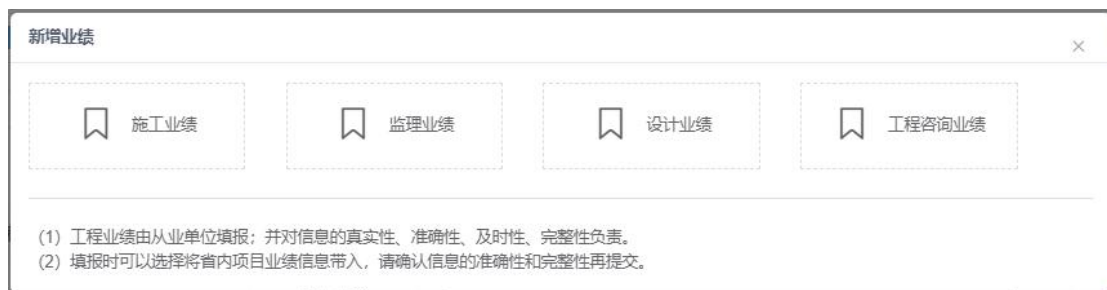 新增业绩
施工业绩
监理业绩
设计业绩
工程咨询业绩
(1) 工程业绩由从业单位填报；并对信息的真实性、准确性、及时性、完整性负责。
(2) 填报时可以选择将省内项目业绩信息带入，请确认信息的准确性和完整性再提交。